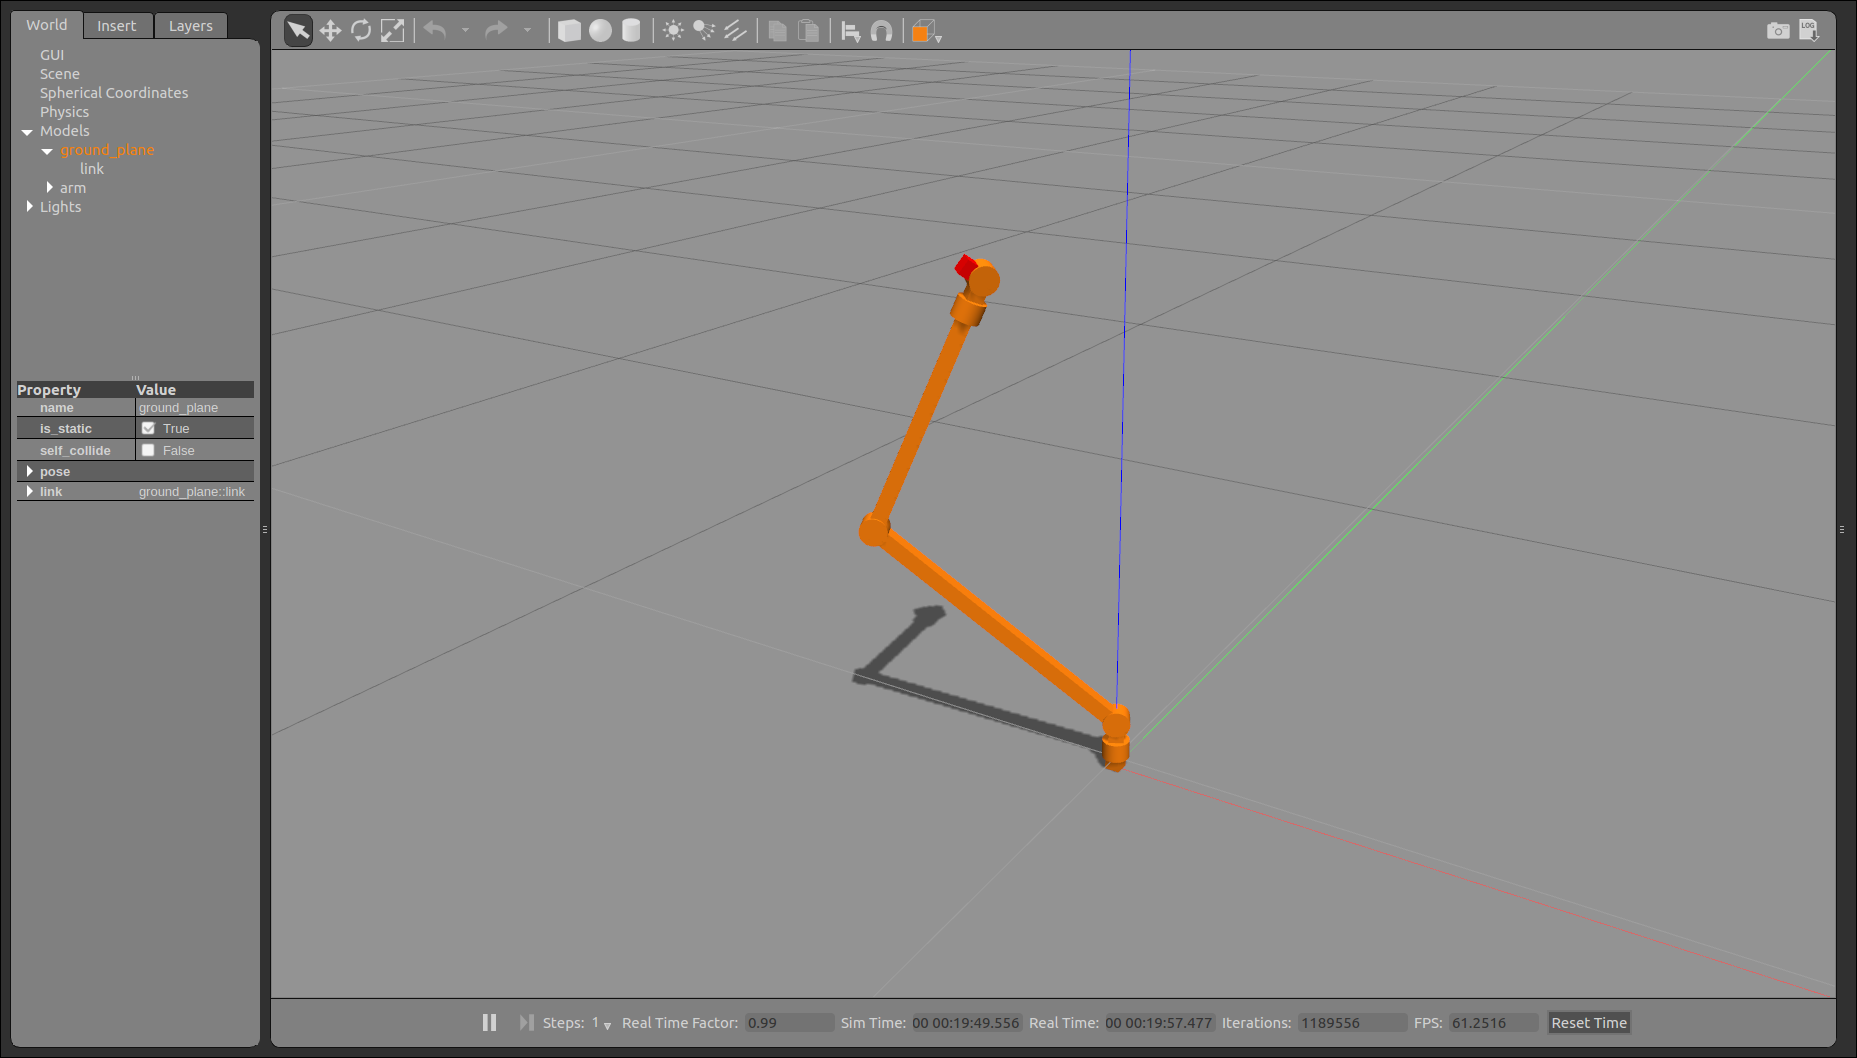 World Insert Layers
GUI
Scene
Spherical Coordinates
Physics
Models
ground_plane
link
arm
Lights
Property Value
name ground_plane
is_static True
self_collide False
pose
link ground_plane::link
LOG
Steps: 1 Real Time Factor: 0.99 Sim Time: 00 00:19:49.556 Real Time: 00 00:19:57.477 Iterations: 1189556 FPS: 61.2516 Reset Time